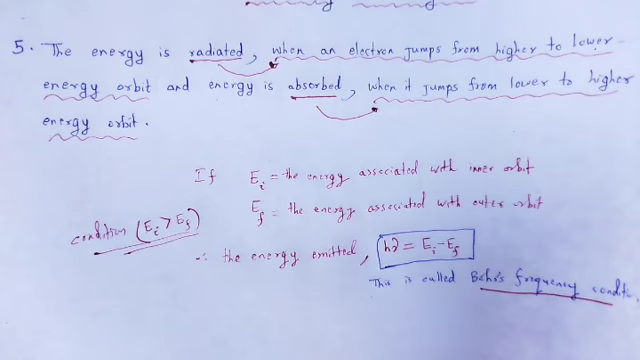 5. The energy is radiated, when an electron jumps from higher to lower
energy orbit and energy is absorbed, when it jumps from lower to higher
energy orbit.
If Ei = the energy associated with inner orbit
Ef = the energy associated with outer orbit
condition (Ei > Ef)
∴ the energy emitted, hν = Ei - Ef
This is called Bohr's frequency conditio